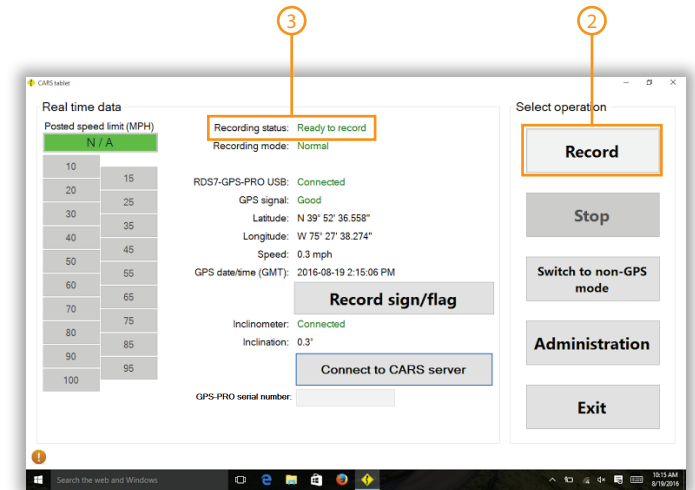 3
2
CARS tablet
Real time data
Select operation
Posted speed limit (MPH)
N / A
10
15
20
25
30
35
40
45
50
55
60
65
70
75
80
85
90
95
100
Recording status: Ready to record
Recording mode: Normal
RDS7-GPS-PRO USB: Connected
GPS signal: Good
Latitude: N 39° 52' 36.558"
Longitude: W 75° 27' 38.274"
Speed: 0.3 mph
GPS date/time (GMT): 2016-08-19 2:15:06 PM
Record sign/flag
Inclinometer: Connected
Inclination: 0.3°
Connect to CARS server
GPS-PRO serial number:
Record
Stop
Switch to non-GPS
mode
Administration
Exit
Search the web and Windows
10:15 AM
8/19/2016